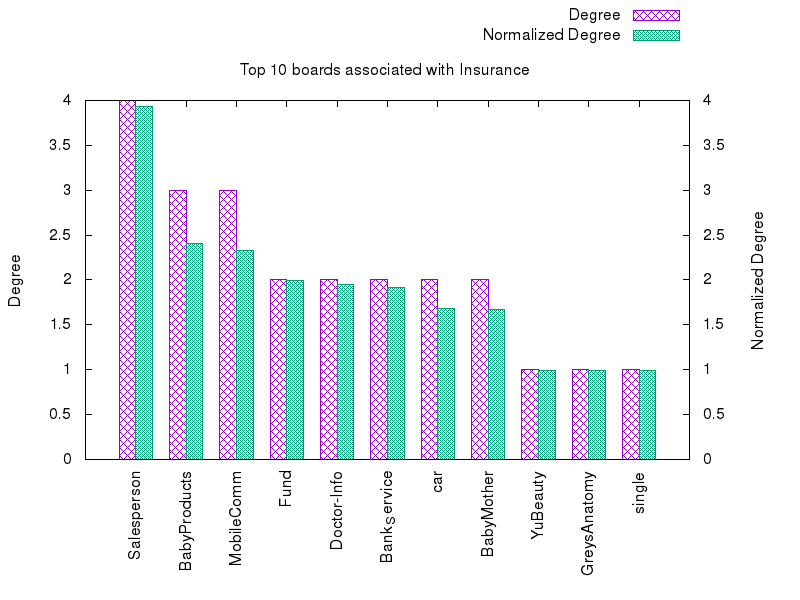 Degree
Normalized Degree
Top 10 boards associated with Insurance
4 4
3.5 3.5
3 3
2.5 2.5
2 2
1.5 1.5
1 1
0.5 0.5
0 0
Degree
Normalized Degree
Salesperson
BabyProducts
MobileComm
Fund
Doctor-Info
BankService
car
BabyMother
YuBeauty
GreysAnatomy
single